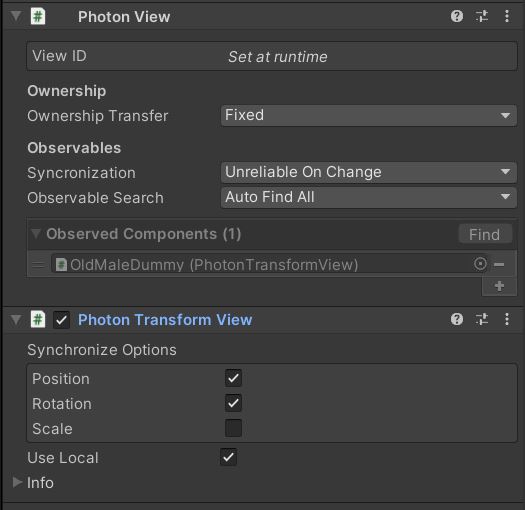 Photon View
View ID Set at runtime
Ownership
Ownership Transfer Fixed
Observables
Syncronization Unreliable On Change
Observable Search Auto Find All
Observed Components (1) Find
OldMaleDummy (PhotonTransformView)
Photon Transform View
Synchronize Options
Position
Rotation
Scale
Use Local
Info